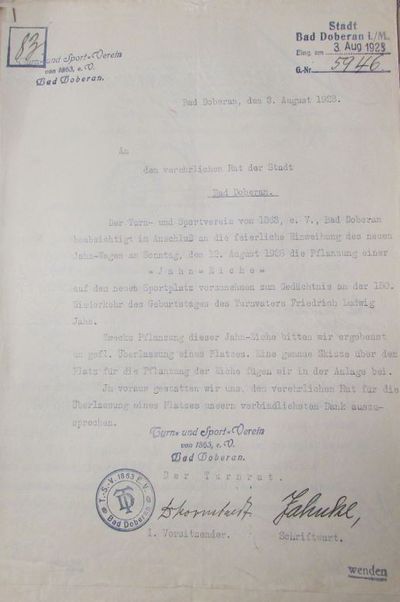 83
Turn- und Sport-Verein
von 1863, e. V.
Bad Doberan.
Stadt
Bad Doberan i./M.
Eing. am 3. Aug 1928
G.-Nr. 5946.
Bad Doberan, den 3. August 1928.
An
den verehrlichen Rat der Stadt
Bad Doberan.
Der Turn- und Sportverein von 1863, e. V., Bad Doberan
beabsichtigt im Anschluß an die feierliche Einweihung des neuen
Jahn-Weges am Sonntag, den 12. August 1928 die Pflanzung einer
" J a h n - E i c h e "
auf dem neuen Sportplatz vorzunehmen zum Gedächtnis an der 150.
Wiederkehr des Geburtstages des Turnvaters Friedrich Ludwig
Jahn.
Zwecks Pflanzung dieser Jahn-Eiche bitten wir ergebenst
um gefl. Überlassung eines Platzes. Eine genaue Skizze über den
Platz für die Pflanzung der Eiche fügen wir in der Anlage bei.
Im voraus gestatten wir uns, dem verehrlichen Rat für die
Überlassung eines Platzes unsern verbindlichsten Dank auszu-
sprechen.
Turn- und Sport-Verein
von 1863, e. V.
Bad Doberan.
Der Turnrat.
T.-S.-V. 1863 E.V.
Bad Doberan
Jahncke,
1. Vorsitzender. Schriftwart.
wenden